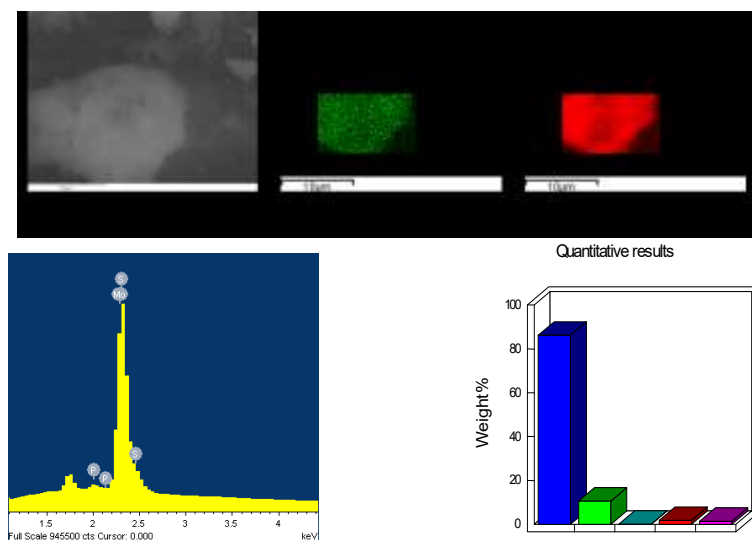 10µm
10µm
S
Mo
S
P
P
1.5 2 2.5 3 3.5 4
Full Scale 945500 cts Cursor: 0.000 keV
Quantitative results
Weight%
100
80
60
40
20
0